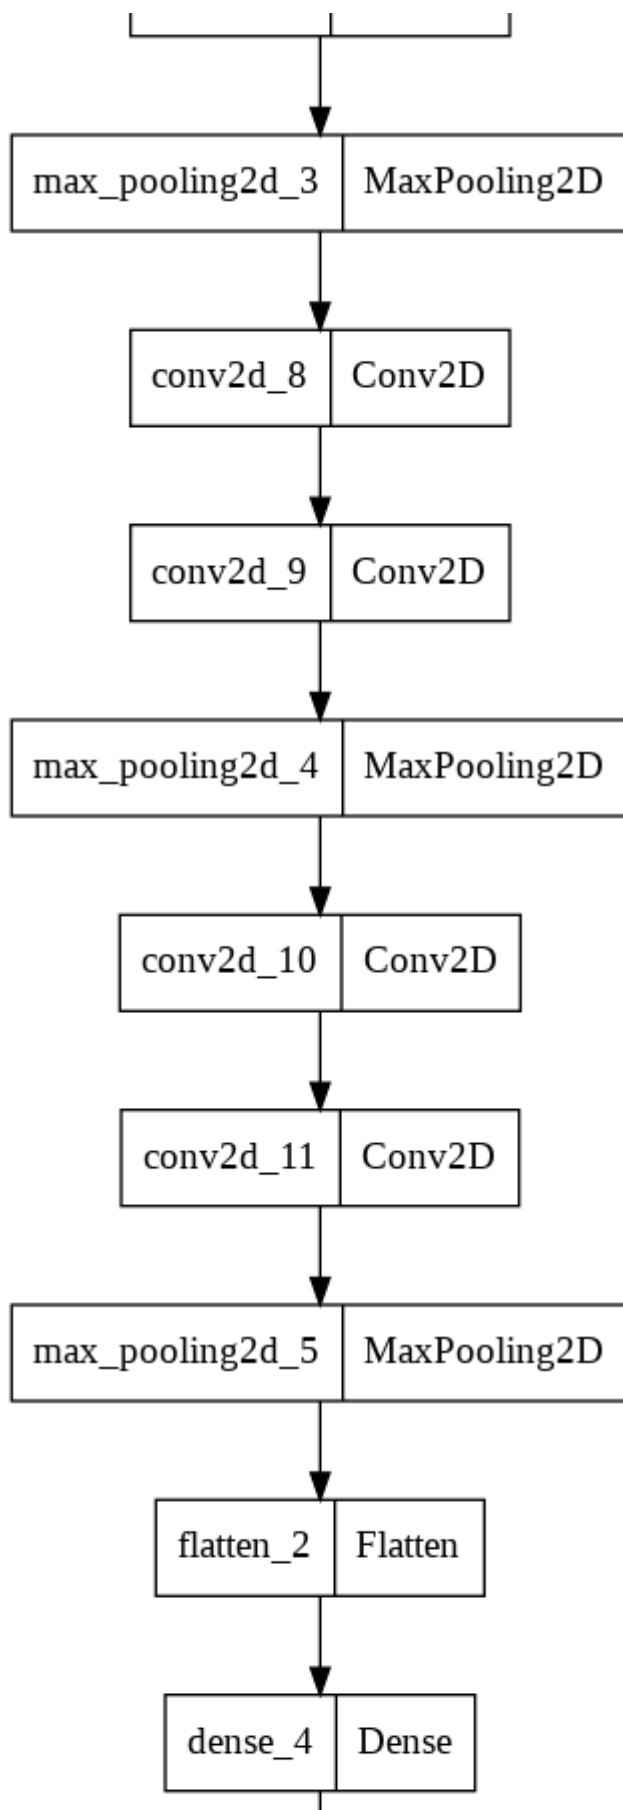 max_pooling2d_3 MaxPooling2D
conv2d_8 Conv2D
conv2d_9 Conv2D
max_pooling2d_4 MaxPooling2D
conv2d_10 Conv2D
conv2d_11 Conv2D
max_pooling2d_5 MaxPooling2D
flatten_2 Flatten
dense_4 Dense